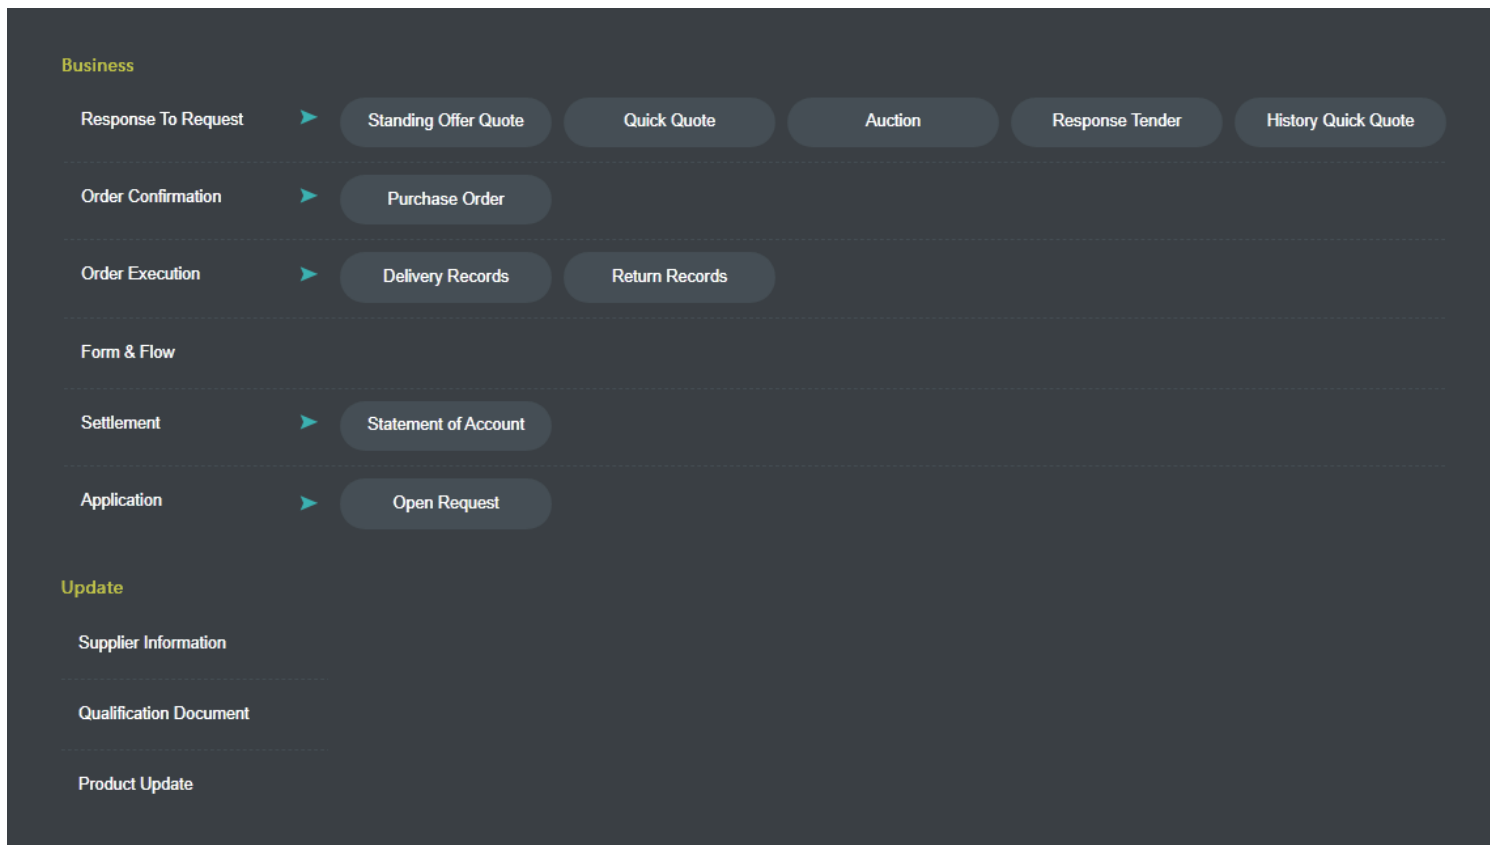 Business
Response To Request Standing Offer Quote Quick Quote Auction Response Tender History Quick Quote
Order Confirmation Purchase Order
Order Execution Delivery Records Return Records
Form & Flow
Settlement Statement of Account
Application Open Request
Update
Supplier Information
Qualification Document
Product Update